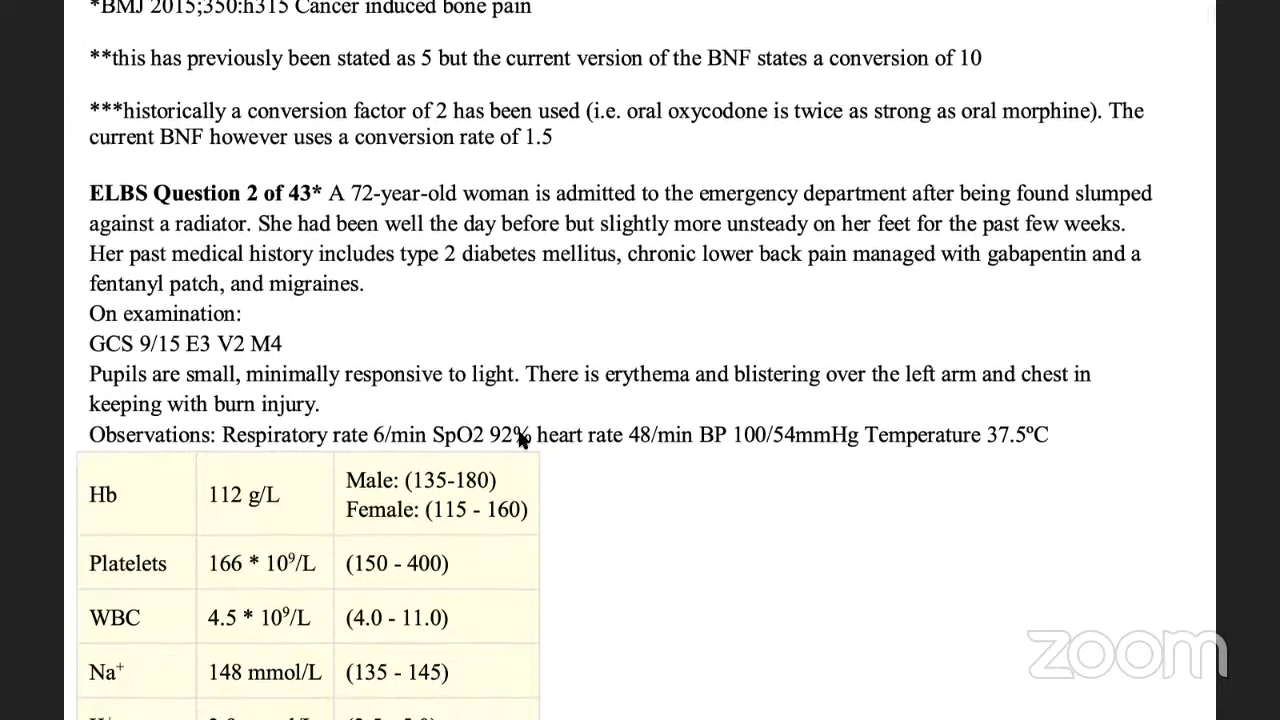 *BMJ 2015;350:h315 Cancer induced bone pain
**this has previously been stated as 5 but the current version of the BNF states a conversion of 10
***historically a conversion factor of 2 has been used (i.e. oral oxycodone is twice as strong as oral morphine). The
current BNF however uses a conversion rate of 1.5
ELBS Question 2 of 43* A 72-year-old woman is admitted to the emergency department after being found slumped
against a radiator. She had been well the day before but slightly more unsteady on her feet for the past few weeks.
Her past medical history includes type 2 diabetes mellitus, chronic lower back pain managed with gabapentin and a
fentanyl patch, and migraines.
On examination:
GCS 9/15 E3 V2 M4
Pupils are small, minimally responsive to light. There is erythema and blistering over the left arm and chest in
keeping with burn injury.
Observations: Respiratory rate 6/min SpO2 92% heart rate 48/min BP 100/54mmHg Temperature 37.5ºC
Hb 112 g/L Male: (135-180)
Female: (115 - 160)
Platelets 166 * 10⁹/L (150 - 400)
WBC 4.5 * 10⁹/L (4.0 - 11.0)
Na⁺ 148 mmol/L (135 - 145)
zoom